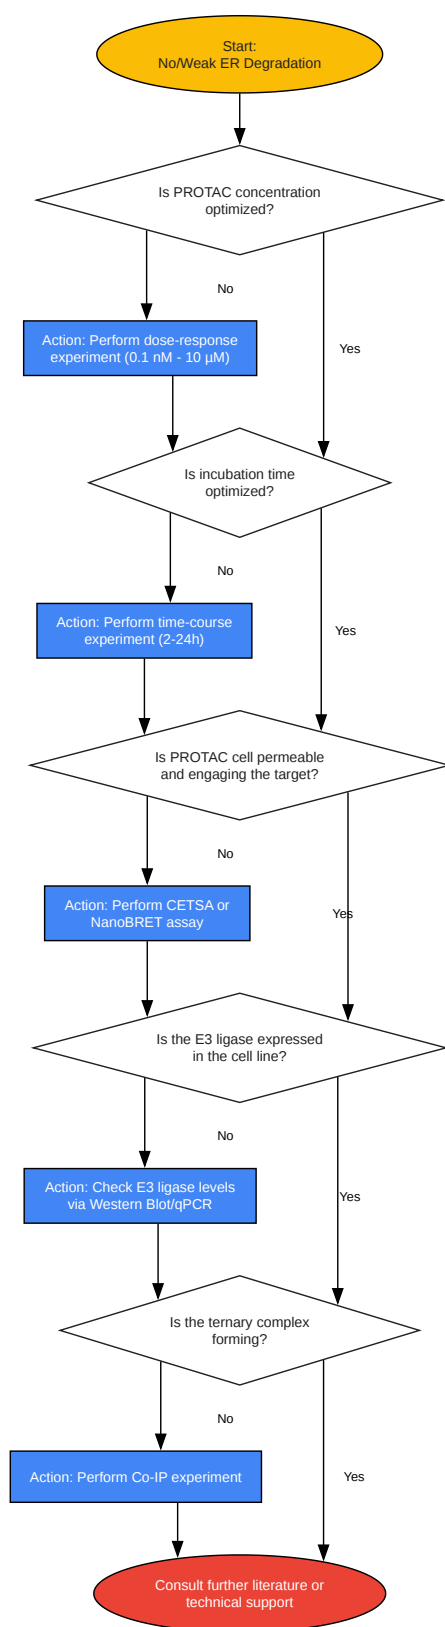 Start:
No/Weak ER Degradation
Is PROTAC concentration
optimized?
No
Action: Perform dose-response
experiment (0.1 nM - 10 μM)
Yes
Is incubation time
optimized?
No
Action: Perform time-course
experiment (2-24h)
Yes
Is PROTAC cell permeable
and engaging the target?
No
Action: Perform CETSA or
NanoBRET assay
Yes
Is the E3 ligase expressed
in the cell line?
No
Action: Check E3 ligase levels
via Western Blot/qPCR
Yes
Is the ternary complex
forming?
No
Action: Perform Co-IP experiment
Yes
Consult further literature or
technical support